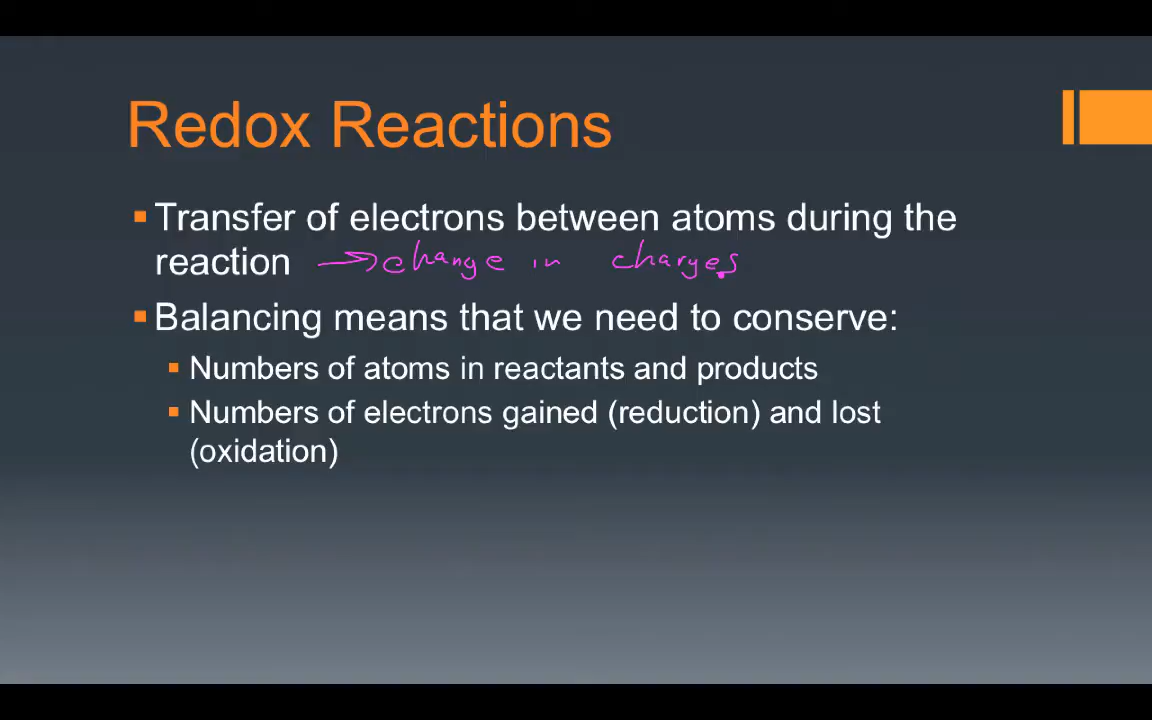 Redox Reactions
Transfer of electrons between atoms during the
reaction → change in charges
Balancing means that we need to conserve:
Numbers of atoms in reactants and products
Numbers of electrons gained (reduction) and lost
(oxidation)